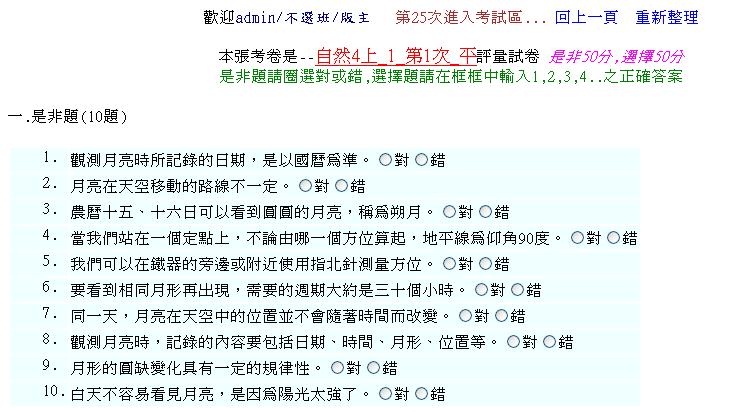 歡迎admin/不選班/版主 第25次進入考試區... 回上一頁 重新整理
本張考卷是--自然4上_1_第1次_平評量試卷 是非50分,選擇50分
是非題請圈選對或錯,選擇題請在框框中輸入1,2,3,4..之正確答案
一.是非題(10題)
1. 觀測月亮時所記錄的日期，是以國曆為準。 對 錯
2. 月亮在天空移動的路線不一定。 對 錯
3. 農曆十五、十六日可以看到圓圓的月亮，稱為朔月。 對 錯
4. 當我們站在一個定點上，不論由哪一個方位算起，地平線為仰角90度。 對 錯
5. 我們可以在鐵器的旁邊或附近使用指北針測量方位。 對 錯
6. 要看到相同月形再出現，需要的週期大約是三十個小時。 對 錯
7. 同一天，月亮在天空中的位置並不會隨著時間而改變。 對 錯
8. 觀測月亮時，記錄的內容要包括日期、時間、月形、位置等。 對 錯
9. 月形的圓缺變化具有一定的規律性。 對 錯
10. 白天不容易看見月亮，是因為陽光太強了。 對 錯